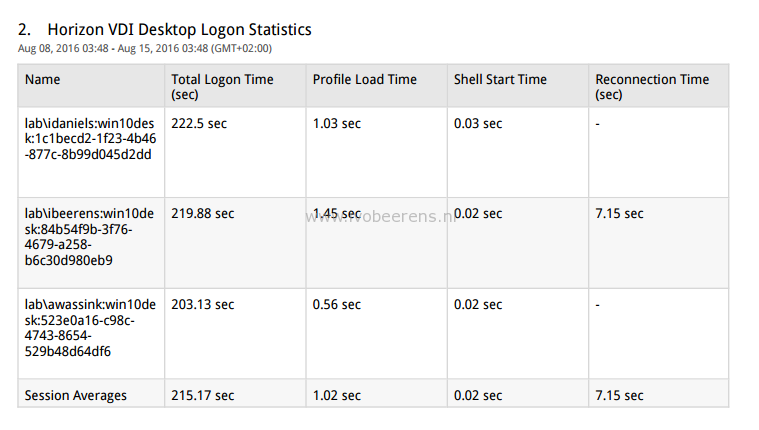 2. Horizon VDI Desktop Logon Statistics
Aug 08, 2016 03:48 - Aug 15, 2016 03:48 (GMT+02:00)
Name Total Logon Time (sec) Profile Load Time Shell Start Time Reconnection Time (sec)
lab\idaniels:win10des
k:1c1becd2-1f23-4b46
-877c-8b99d045d2dd
222.5 sec 1.03 sec 0.03 sec -
lab\ibeerens:win10de
sk:84b54f9b-3f76-
4679-a258-
b6c30d980eb9
219.88 sec 1.45 sec 0.02 sec 7.15 sec
www.ivobeerens.nl
lab\awassink:win10de
sk:523e0a16-c98c-
4743-8654-
529b48d64df6
203.13 sec 0.56 sec 0.02 sec -
Session Averages 215.17 sec 1.02 sec 0.02 sec 7.15 sec